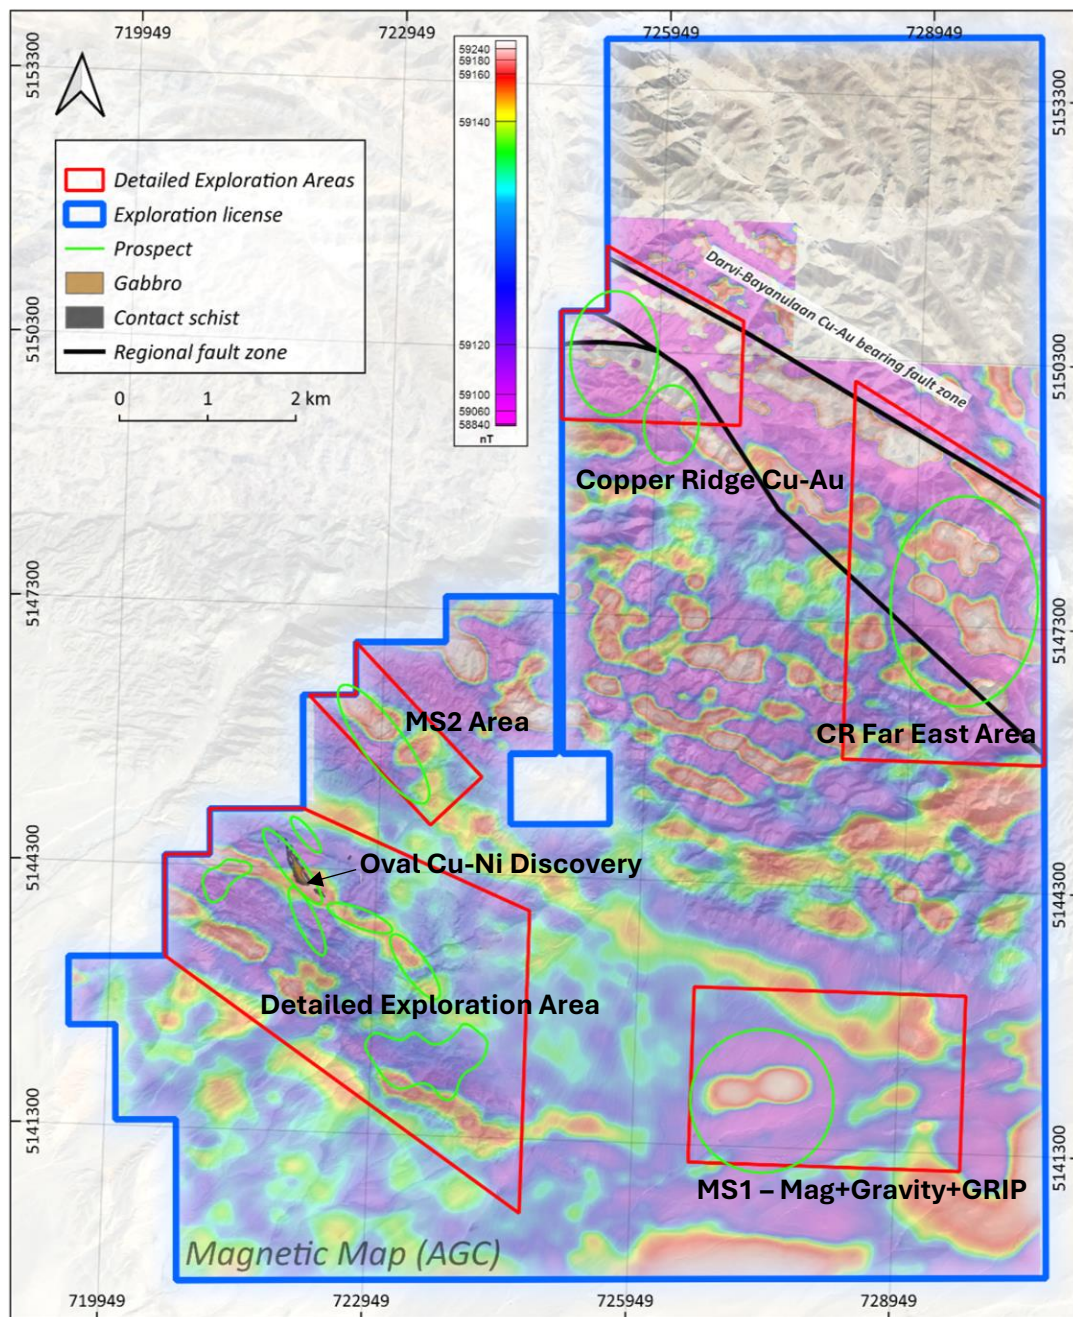 719949
722949
725949
728949
5153300
5150300
5147300
5144300
5141300
Detailed Exploration Areas
Exploration license
Prospect
Gabbro
Contact schist
Regional fault zone
0 1 2 km
59240
59180
59160
59140
59120
59100
59060
58840
nT
5153300
5150300
5147300
5144300
5141300
Darvi-Bayanulaan Cu-Au bearing fault zone
Copper Ridge Cu-Au
CR Far East Area
MS2 Area
Oval Cu-Ni Discovery
Detailed Exploration Area
MS1 – Mag+Gravity+GRIP
Magnetic Map (AGC)
719949
722949
725949
728949